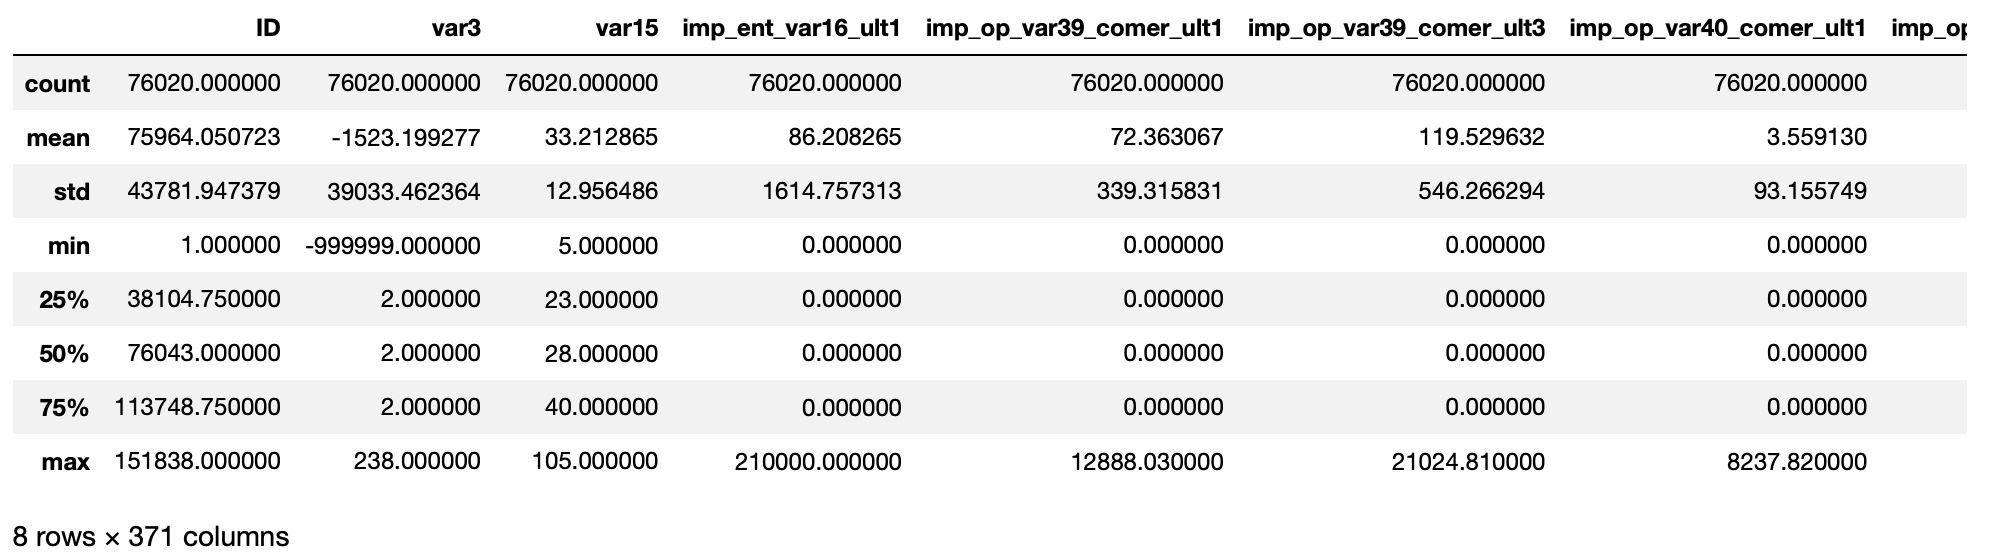 ID var3 var15 imp_ent_var16_ult1 imp_op_var39_comer_ult1 imp_op_var39_comer_ult3 imp_op_var40_comer_ult1 imp_op
count 76020.000000 76020.000000 76020.000000 76020.000000 76020.000000 76020.000000 76020.000000
mean 75964.050723 -1523.199277 33.212865 86.208265 72.363067 119.529632 3.559130
std 43781.947379 39033.462364 12.956486 1614.757313 339.315831 546.266294 93.155749
min 1.000000 -999999.000000 5.000000 0.000000 0.000000 0.000000 0.000000
25% 38104.750000 2.000000 23.000000 0.000000 0.000000 0.000000 0.000000
50% 76043.000000 2.000000 28.000000 0.000000 0.000000 0.000000 0.000000
75% 113748.750000 2.000000 40.000000 0.000000 0.000000 0.000000 0.000000
max 151838.000000 238.000000 105.000000 210000.000000 12888.030000 21024.810000 8237.820000
8 rows × 371 columns